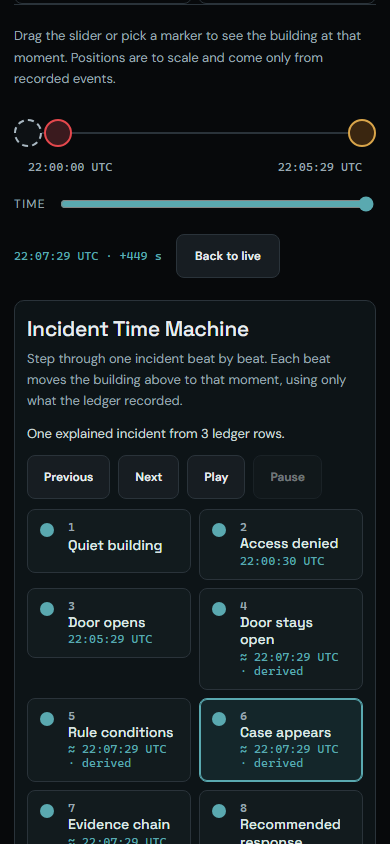 Drag the slider or pick a marker to see the building at that
moment. Positions are to scale and come only from
recorded events.
22:00:00 UTC
22:05:29 UTC
TIME
22:07:29 UTC · +449 s
Back to live
Incident Time Machine
Step through one incident beat by beat. Each beat
moves the building above to that moment, using only
what the ledger recorded.
One explained incident from 3 ledger rows.
Previous
Next
Play
Pause
1
Quiet building
2
Access denied
22:00:30 UTC
3
Door opens
22:05:29 UTC
4
Door stays
open
≈ 22:07:29 UTC
· derived
5
Rule conditions
≈ 22:07:29 UTC
· derived
6
Case appears
≈ 22:07:29 UTC
· derived
7
Evidence chain
≈ 22:07:29 UTC
8
Recommended
response